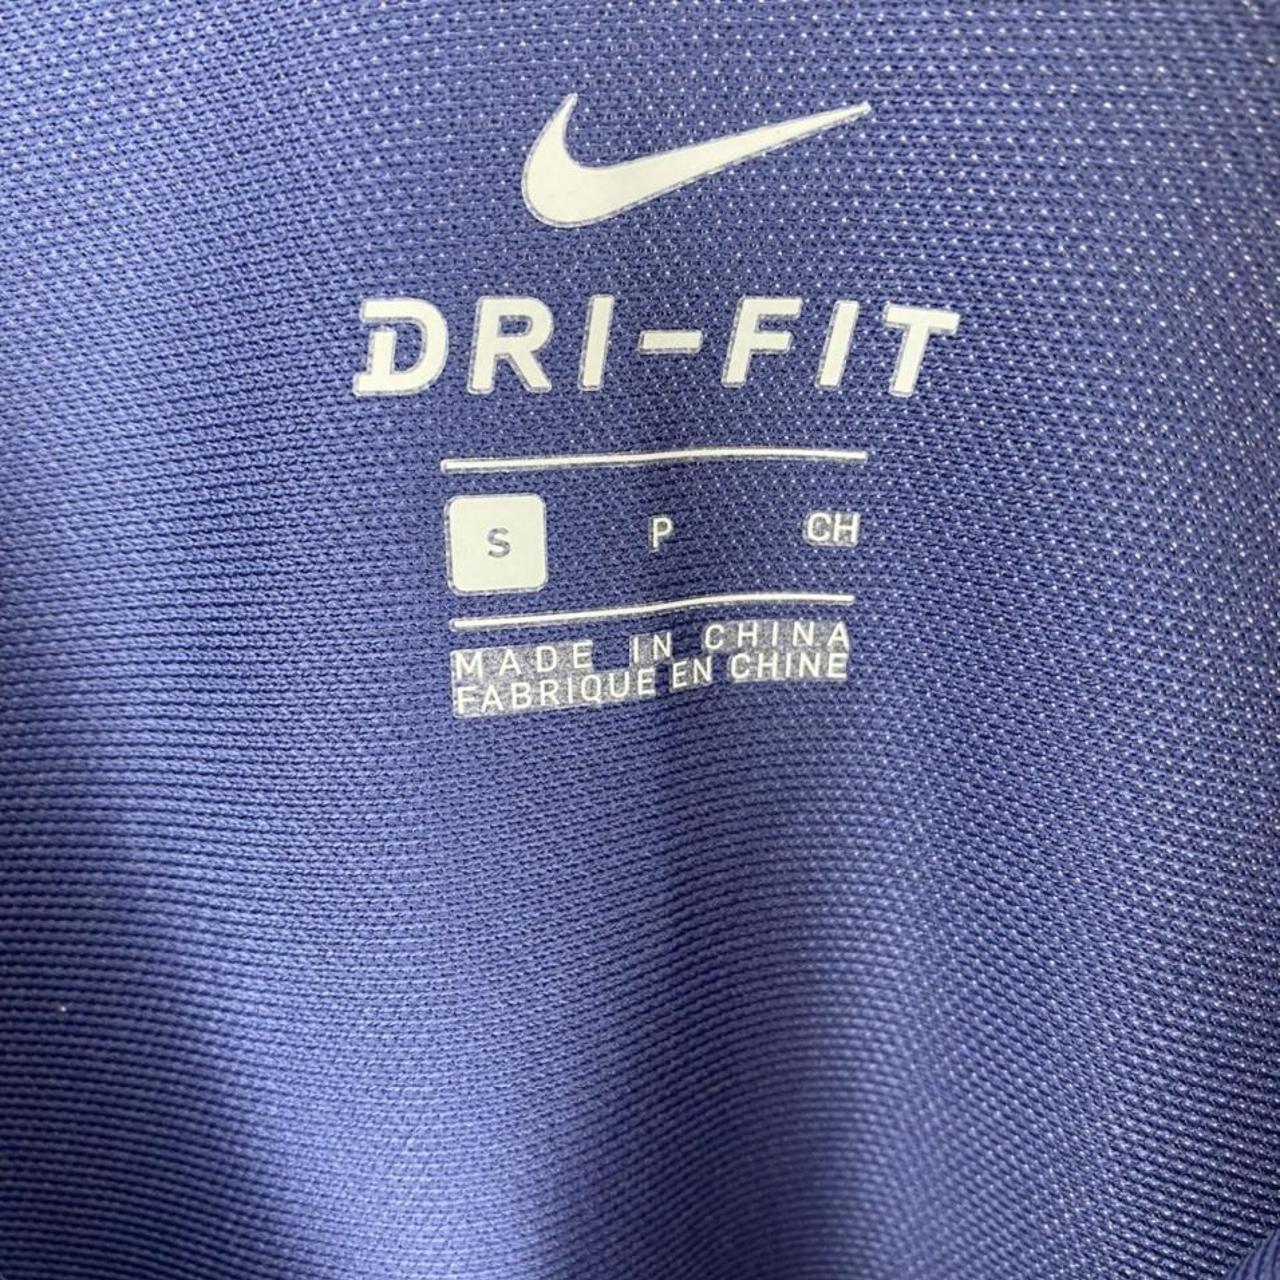 DRI-FIT
S P CH
MADE IN CHINA
FABRIQUE EN CHINE